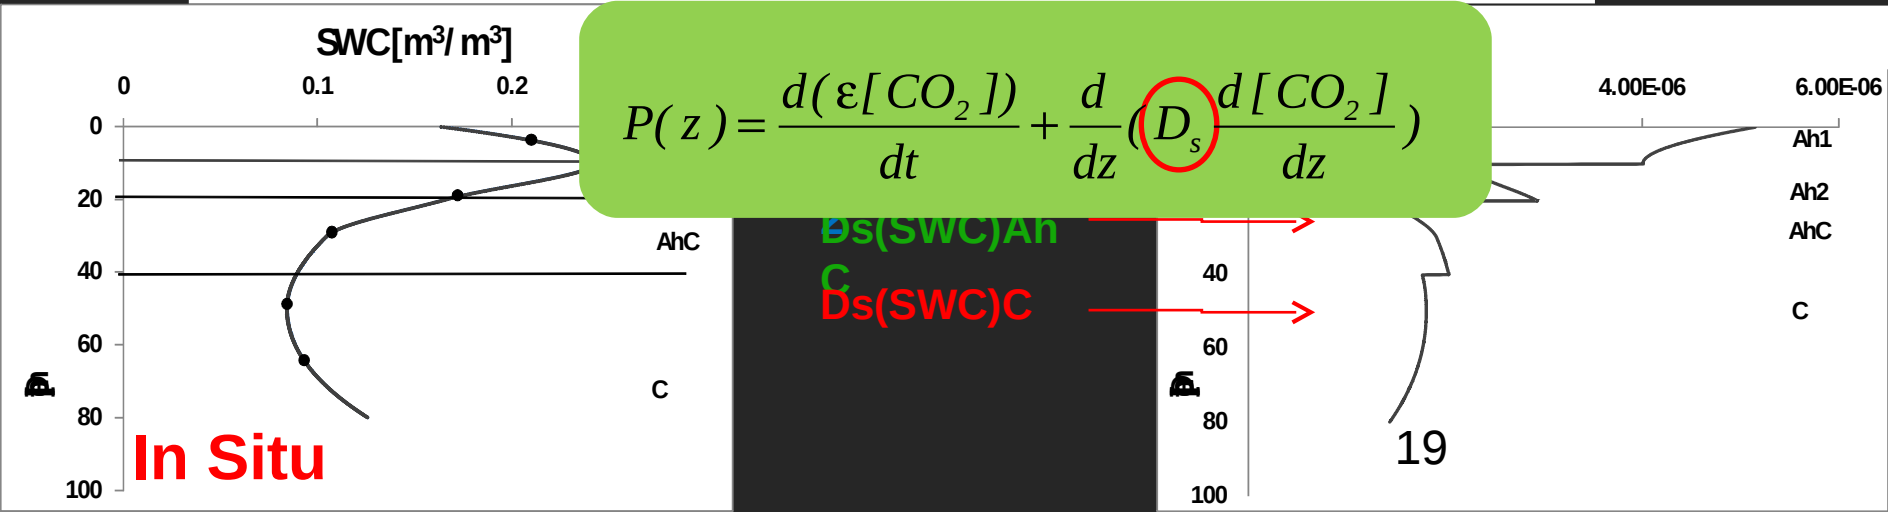 SWC[m³/ m³]
0 0.1 0.2
P(z) = d(ε[CO₂])/dt + d/dz(Dₛ d[CO₂]/dz)
4.00E-06 6.00E-06
0
20
40
60
80
100
AhC
C
In Situ
Ds(SWC)Ah
C
Ds(SWC)C
40
60
80
100
Ah1
Ah2
AhC
C
19